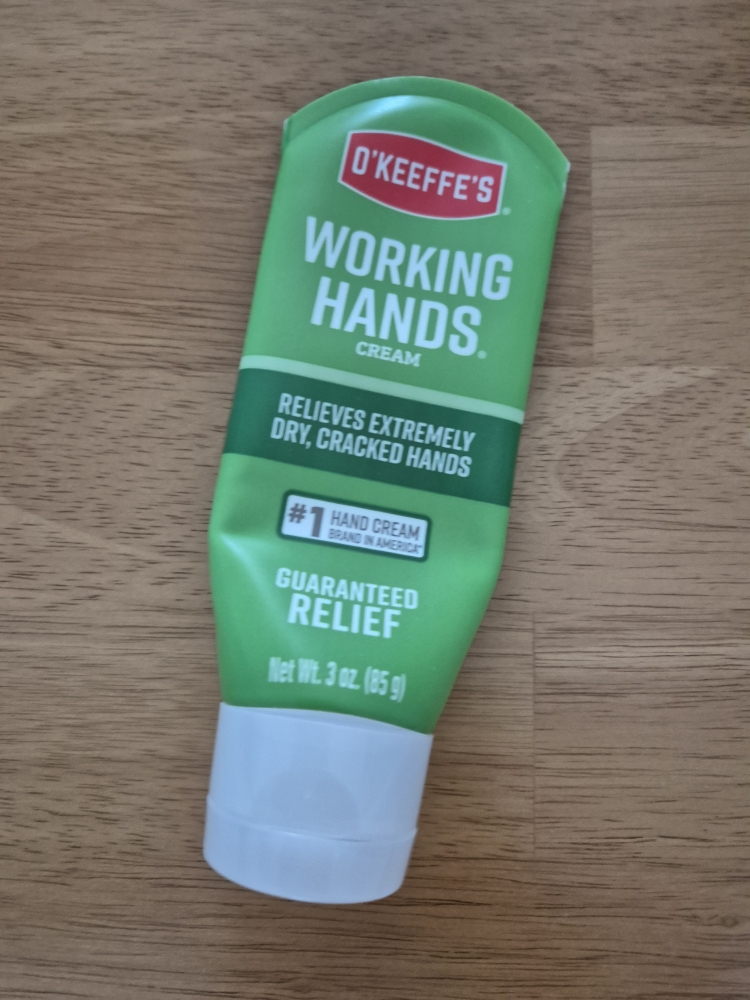 O'KEEFFE'S®
WORKING
HANDS®
CREAM
RELIEVES EXTREMELY
DRY, CRACKED HANDS
#1 HAND CREAM
BRAND IN AMERICA*
GUARANTEED
RELIEF
Net Wt. 3 oz. (85 g)